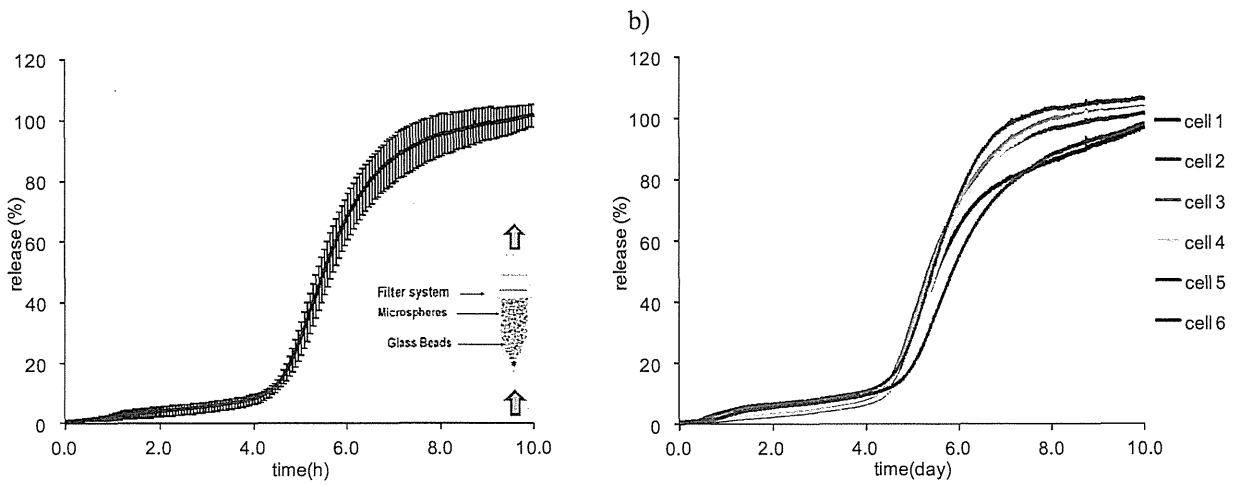 b)
120
100
80
60
40
20
0
release (%)
Filter system
Microspheres
Glass Beads
0.0 2.0 4.0 6.0 8.0 10.0
time(h)
120
100
80
60
40
20
0
release (%)
0.0 2.0 4.0 6.0 8.0 10.0
time(day)
cell 1
cell 2
cell 3
cell 4
cell 5
cell 6